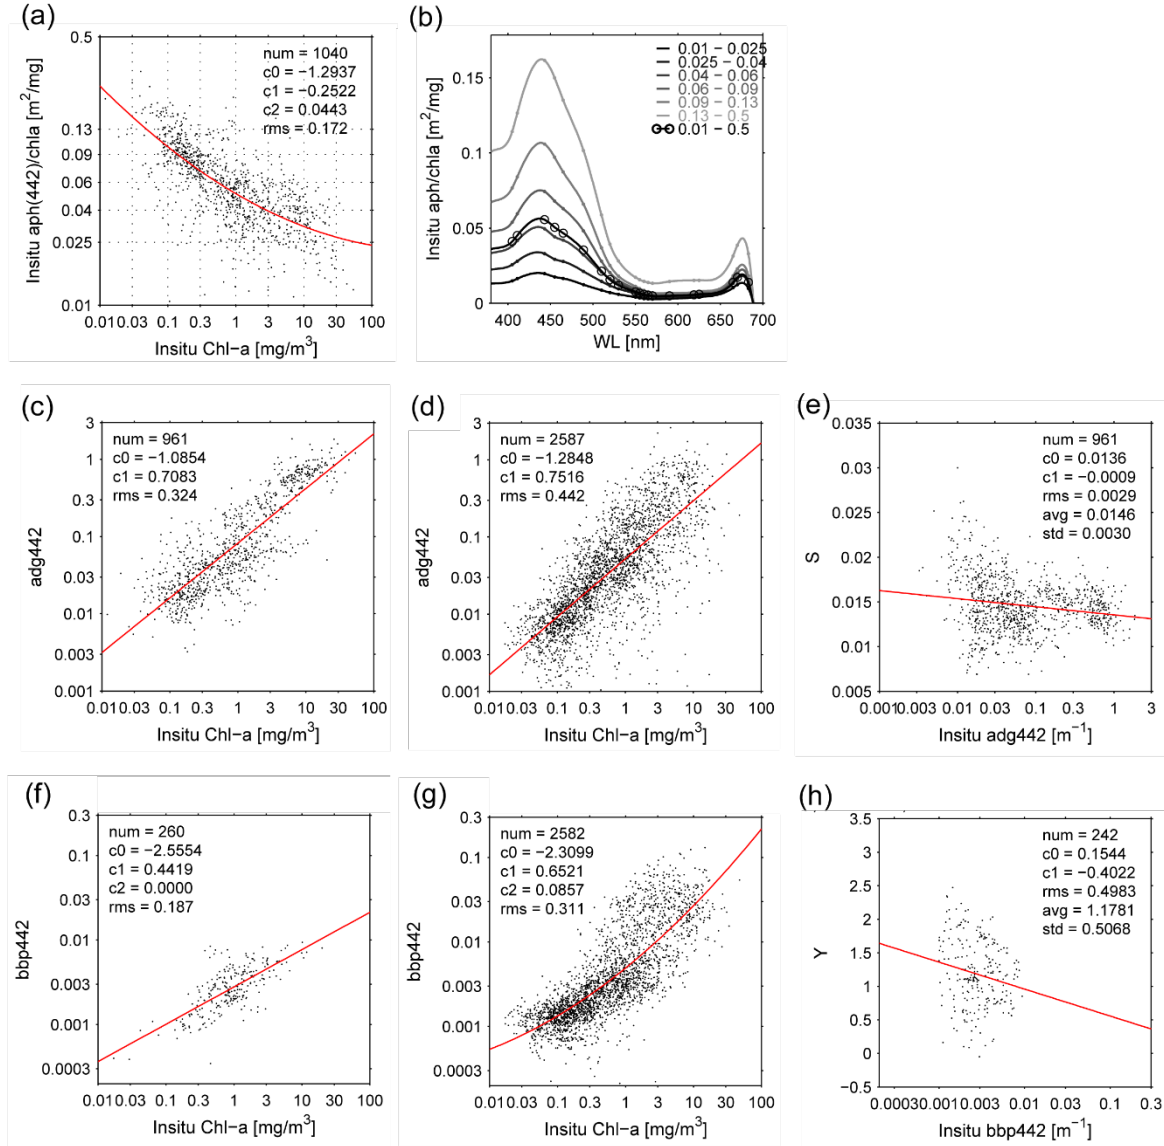 (a)
num = 1040
c0 = −1.2937
c1 = −0.2522
c2 = 0.0443
rms = 0.172
0.5
0.13
0.09
0.06
0.04
0.025
0.01
Insitu aph(442)/chla [m²/mg]
0.01 0.03 0.1 0.3 1 3 10 30 100
Insitu Chl−a [mg/m³]
(b)
0.01 − 0.025
0.025 − 0.04
0.04 − 0.06
0.06 − 0.09
0.09 − 0.13
0.13 − 0.5
0.01 − 0.5
0.15
0.1
0.05
0
Insitu aph/chla [m²/mg]
400 450 500 550 600 650 700
WL [nm]
(c)
num = 961
c0 = −1.0854
c1 = 0.7083
rms = 0.324
3
1
0.1
0.03
0.01
0.003
0.001
adg442
0.01 0.03 0.1 0.3 1 3 10 30 100
Insitu Chl−a [mg/m³]
(d)
num = 2587
c0 = −1.2848
c1 = 0.7516
rms = 0.442
3
1
0.1
0.03
0.01
0.003
0.001
adg442
0.01 0.03 0.1 0.3 1 3 10 30 100
Insitu Chl−a [mg/m³]
(e)
num = 961
c0 = 0.0136
c1 = −0.0009
rms = 0.0029
avg = 0.0146
std = 0.0030
0.035
0.03
0.025
0.02
0.015
0.01
0.005
S
0.001 0.003 0.01 0.03 0.1 0.3 1 3
Insitu adg442 [m⁻¹]
(f)
num = 260
c0 = −2.5554
c1 = 0.4419
c2 = 0.0000
rms = 0.187
0.3
0.1
0.01
0.001
0.0003
bbp442
0.01 0.03 0.1 0.3 1 3 10 30 100
Insitu Chl−a [mg/m³]
(g)
num = 2582
c0 = −2.3099
c1 = 0.6521
c2 = 0.0857
rms = 0.311
0.3
0.1
0.01
0.001
0.0003
bbp442
0.01 0.03 0.1 0.3 1 3 10 30 100
Insitu Chl−a [mg/m³]
(h)
num = 242
c0 = 0.1544
c1 = −0.4022
rms = 0.4983
avg = 1.1781
std = 0.5068
3.5
3
2.5
2
1.5
1
0.5
0
−0.5
Y
0.0003 0.001 0.003 0.01 0.03 0.1 0.3
Insitu bbp442 [m⁻¹]